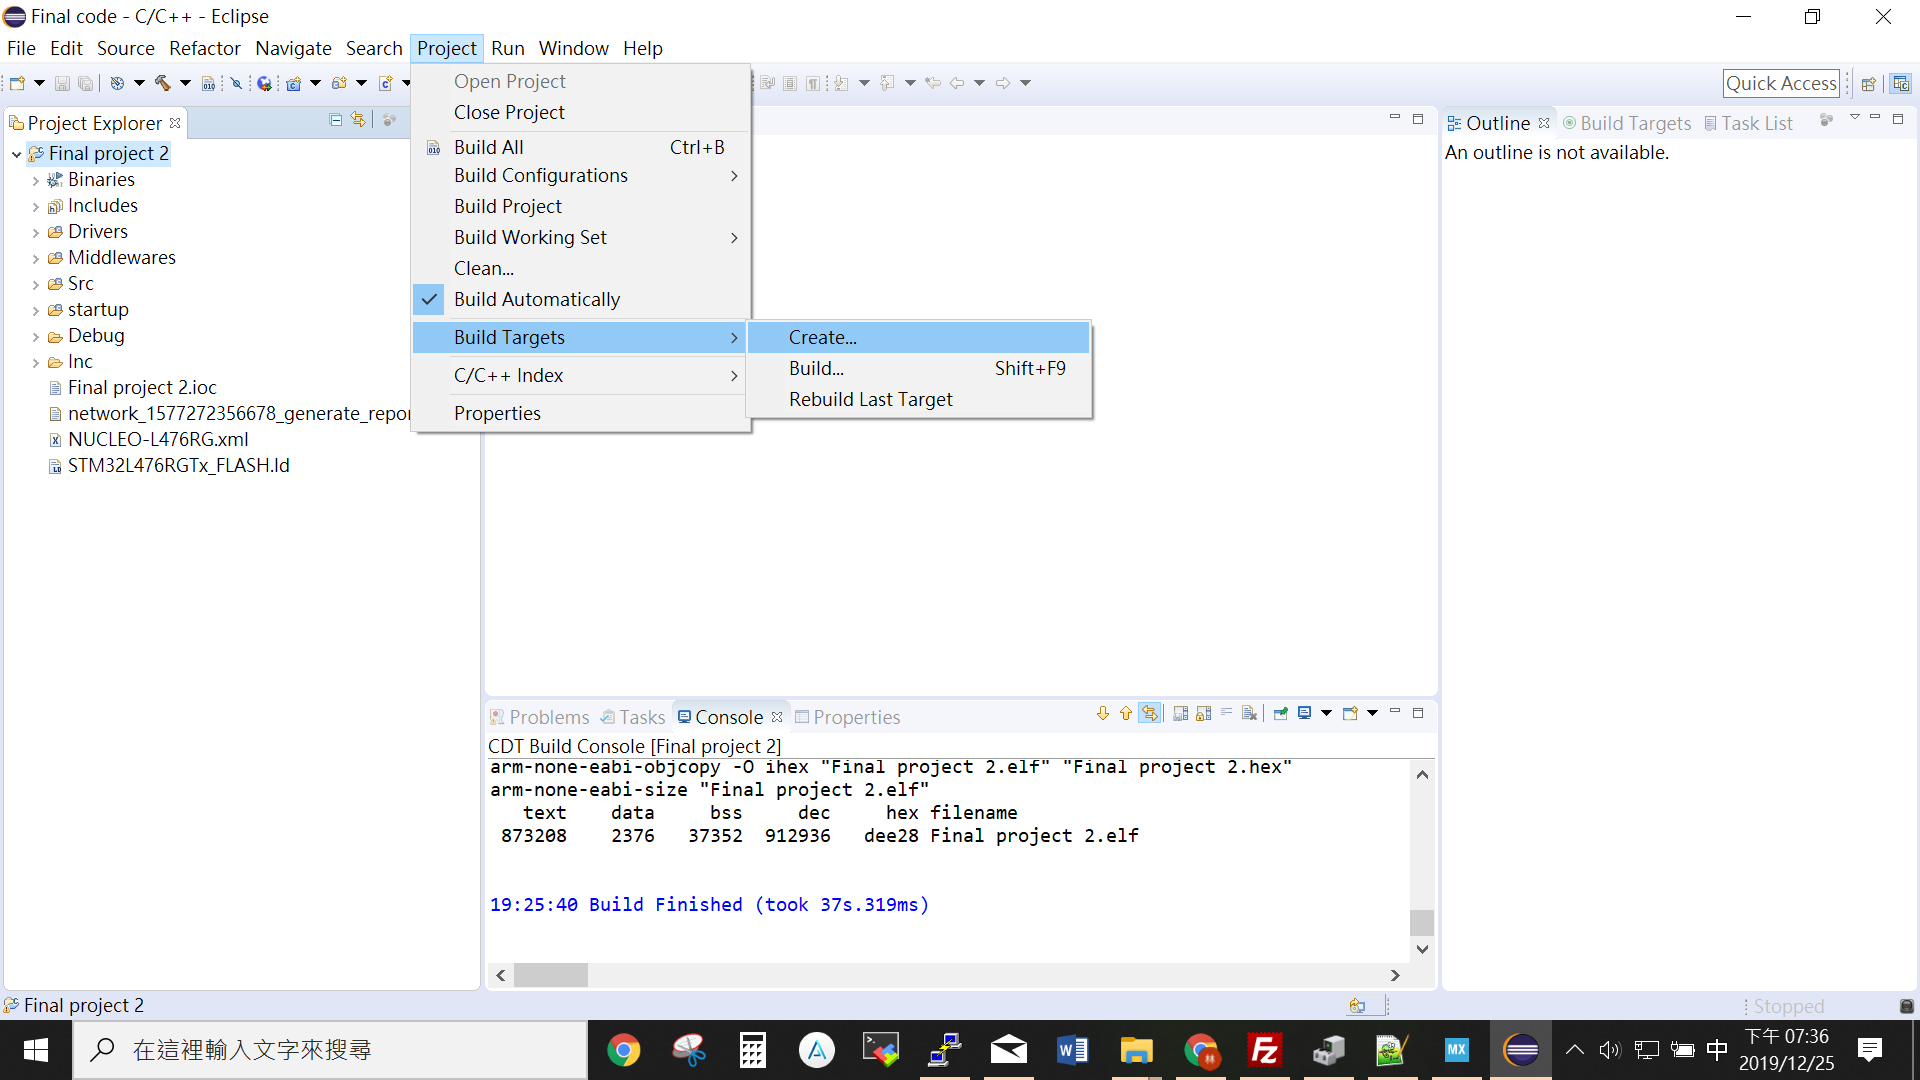 Final code - C/C++ - Eclipse
File Edit Source Refactor Navigate Search Project Run Window Help
Quick Access
Project Explorer
Final project 2
Binaries
Includes
Drivers
Middlewares
Src
startup
Debug
Inc
Final project 2.ioc
network_1577272356678_generate_repor
NUCLEO-L476RG.xml
STM32L476RGTx_FLASH.ld
Open Project
Close Project
Build All Ctrl+B
Build Configurations
Build Project
Build Working Set
Clean...
Build Automatically
Build Targets
C/C++ Index
Properties
Create...
Build... Shift+F9
Rebuild Last Target
Outline Build Targets Task List
An outline is not available.
Problems Tasks Console Properties
CDT Build Console [Final project 2]
arm-none-eabi-objcopy -O ihex "Final project 2.elf" "Final project 2.hex"
arm-none-eabi-size "Final project 2.elf"
text data bss dec hex filename
873208 2376 37352 912936 dee28 Final project 2.elf
19:25:40 Build Finished (took 37s.319ms)
Final project 2
Stopped
在這裡輸入文字來搜尋
MX
中
下午 07:36
2019/12/25